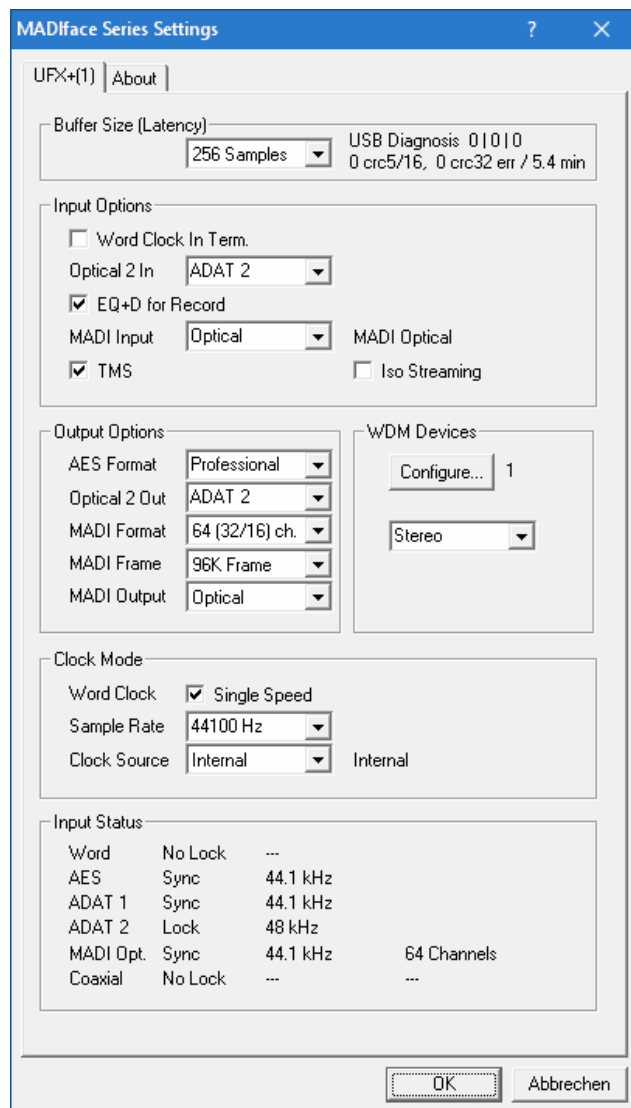 MADIface Series Settings ? ✕
UFX+(1) About
Buffer Size (Latency)
256 Samples
USB Diagnosis 0|0|0
0 crc5/16, 0 crc32 err / 5.4 min
Input Options
Word Clock In Term.
Optical 2 In ADAT 2
EQ+D for Record
MADI Input Optical MADI Optical
TMS Iso Streaming
Output Options
AES Format Professional
Optical 2 Out ADAT 2
MADI Format 64 (32/16) ch.
MADI Frame 96K Frame
MADI Output Optical
WDM Devices
Configure... 1
Stereo
Clock Mode
Word Clock Single Speed
Sample Rate 44100 Hz
Clock Source Internal Internal
Input Status
Word No Lock ---
AES Sync 44.1 kHz
ADAT 1 Sync 44.1 kHz
ADAT 2 Lock 48 kHz
MADI Opt. Sync 44.1 kHz 64 Channels
Coaxial No Lock --- ---
OK Abbrechen